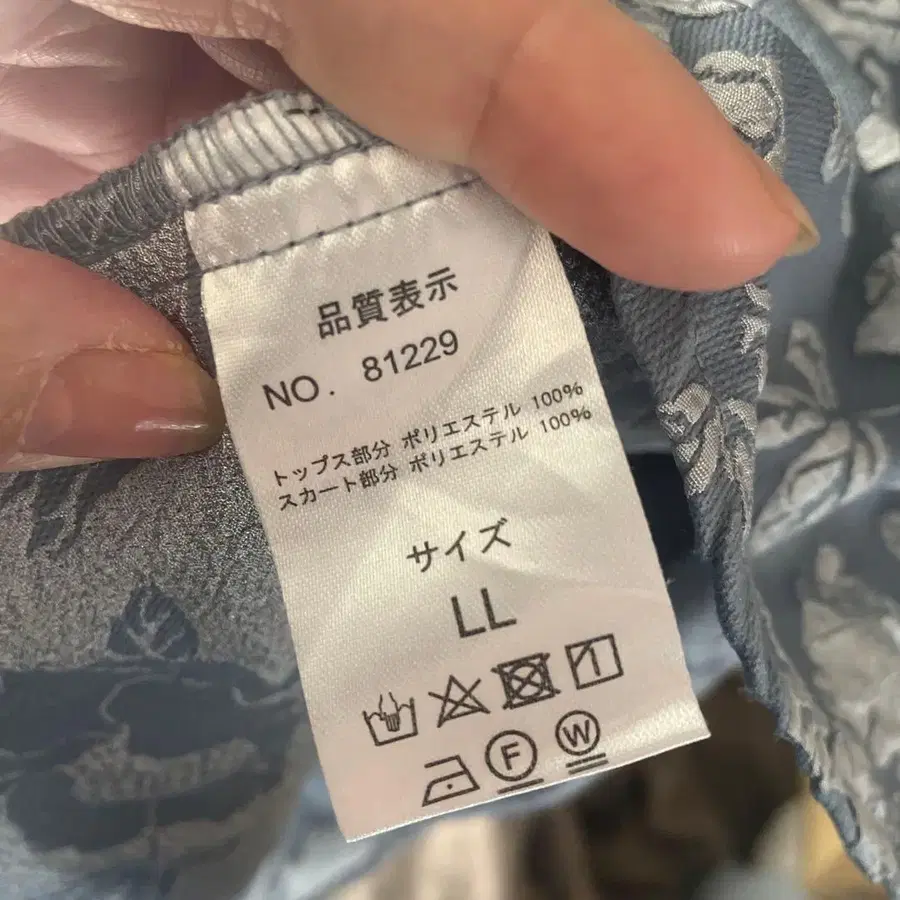 品質表示
NO. 81229
トップス部分 ポリエステル 100%
スカート部分 ポリエステル 100%
サイズ
LL
F W